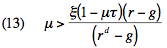 (13) μ > ξ(1 − μτ)(r − g) / (r^d − g)